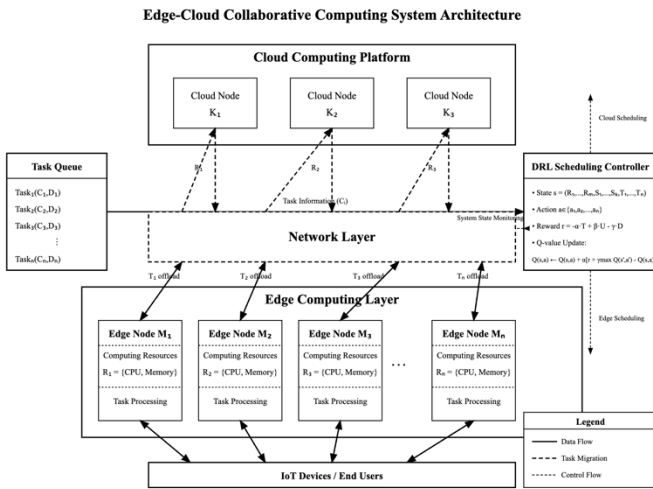 Edge-Cloud Collaborative Computing System Architecture
Cloud Computing Platform
Cloud Node
K₁
Cloud Node
K₂
Cloud Node
K₃
Cloud Scheduling
R₁
R₂
R₃
Task Queue
Task₁(C₁,D₁)
Task₂(C₂,D₂)
Task₃(C₃,D₃)
⋮
Taskₙ(Cₙ,Dₙ)
Task Information (Cᵢ)
System State Monitoring
Network Layer
DRL Scheduling Controller
• State s = (R₁,...,Rₘ,S₁,...,Sₖ,T₁,...,Tₙ)
• Action a∈{a₁,a₂,...,aₙ}
• Reward r = -α·T + β·U - γ·D
• Q-value Update:
Q(s,a) ← Q(s,a) + α[r + γmax Q(s',a') - Q(s,a)
T₁ offload
T₂ offload
T₃ offload
Tₙ offload
Edge Scheduling
Edge Computing Layer
Edge Node M₁
Computing Resources
R₁ = {CPU, Memory}
Task Processing
Edge Node M₂
Computing Resources
R₂ = {CPU, Memory}
Task Processing
Edge Node M₃
Computing Resources
R₃ = {CPU, Memory}
Task Processing
...
Edge Node Mₙ
Computing Resources
Rₙ = {CPU, Memory}
Task Processing
IoT Devices / End Users
Legend
Data Flow
Task Migration
Control Flow